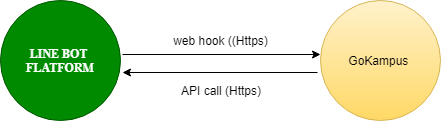 LINE BOT
FLATFORM
web hook ((Https)
API call (Https)
GoKampus